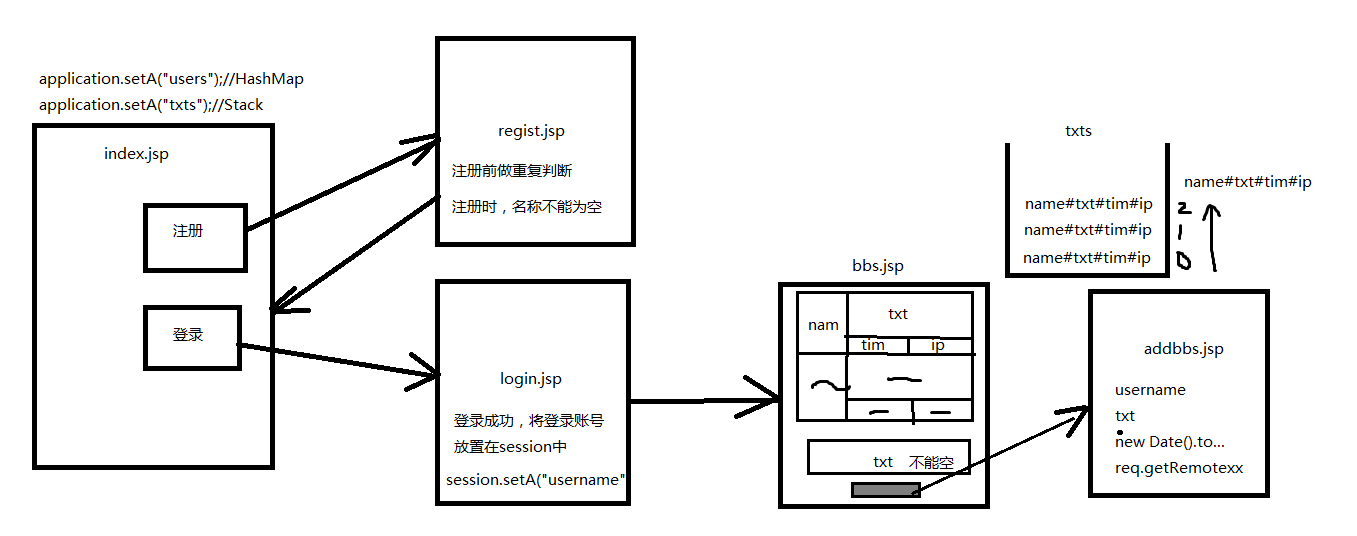 application.setA("users");//HashMap
application.setA("txts");//Stack
index.jsp
注册
登录
regist.jsp
注册前做重复判断
注册时，名称不能为空
login.jsp
登录成功，将登录账号
放置在session中
session.setA("username"
bbs.jsp
nam
txt
tim
ip
txt 不能空
txts
name#txt#tim#ip
name#txt#tim#ip 2
name#txt#tim#ip 1
name#txt#tim#ip 0
addbbs.jsp
username
txt
new Date().to...
req.getRemotexx